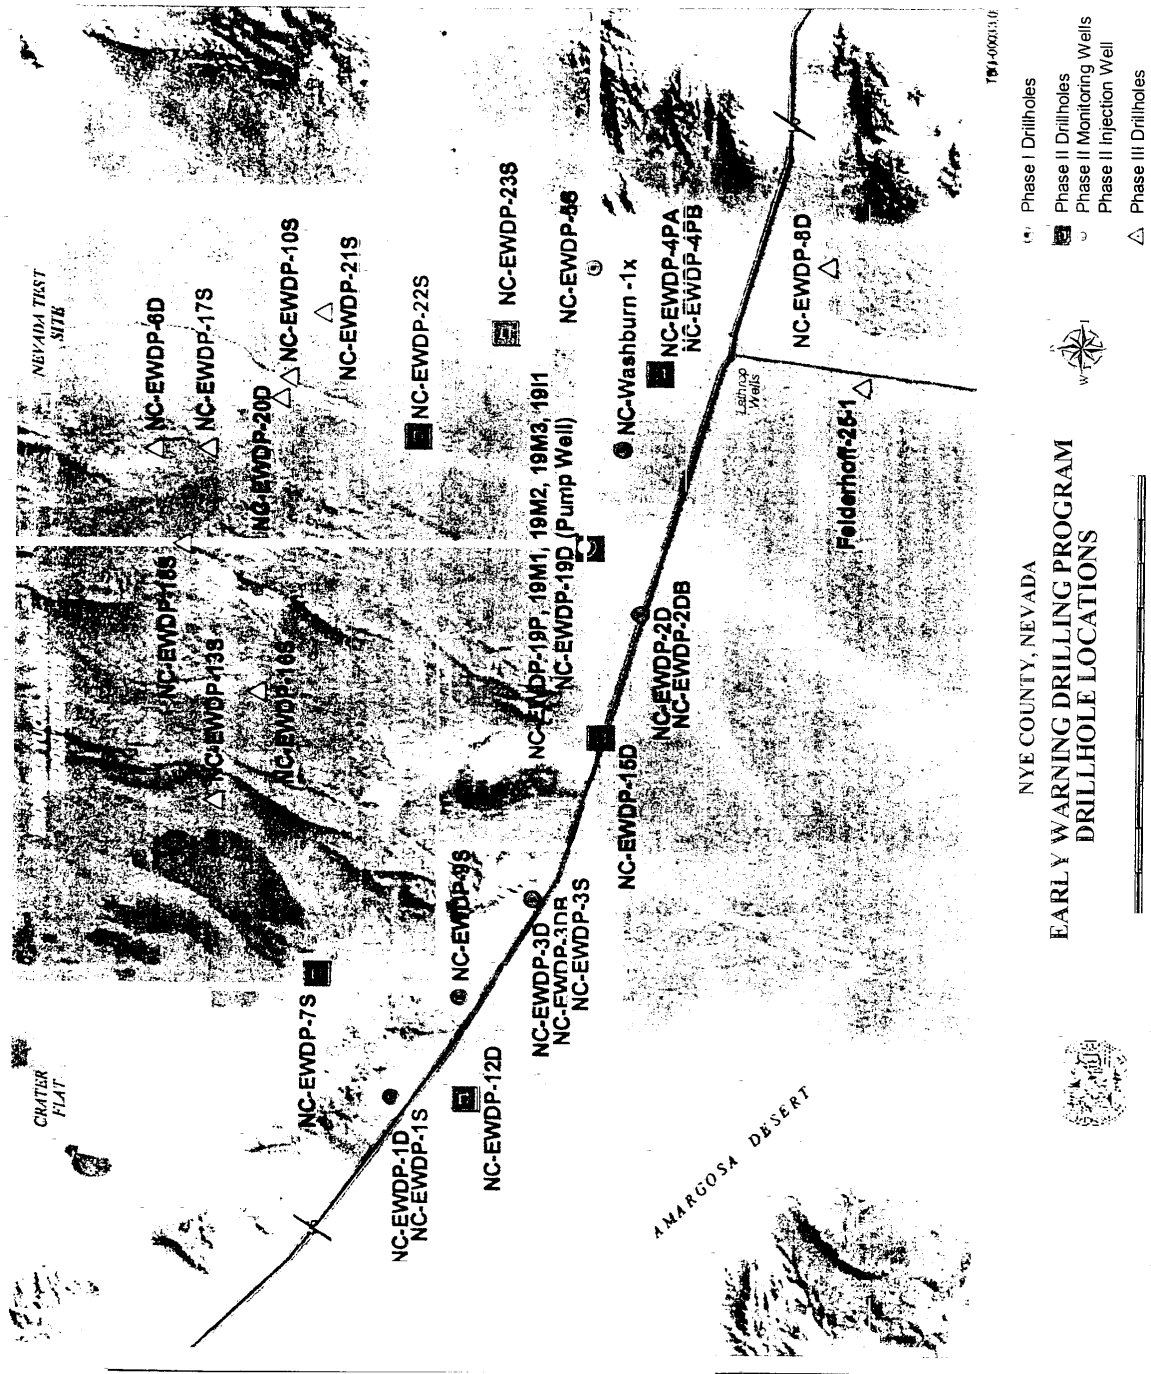 CRATER
FLAT
NEVADA TEST
SITE
NC-EWDP-6D
NC-EWDP-17S
NC-EWDP-18S
NC-EWDP-20D
NC-EWDP-10S
NC-EWDP-13S
NC-EWDP-16S
NC-EWDP-21S
NC-EWDP-7S
NC-EWDP-22S
NC-EWDP-1D
NC-EWDP-1S
NC-EWDP-9S
NC-EWDP-12D
NC-EWDP-23S
NC-EWDP-3D
NC-EWDP-3DB
NC-EWDP-3S
NC-EWDP-19P, 19M1, 19M2, 19M3, 19I1
NC-EWDP-19D (Pump Well)
NC-EWDP-5S
NC-EWDP-15D
NC-Washburn -1x
NC-EWDP-2D
NC-EWDP-2DB
NC-EWDP-4PA
NC-EWDP-4PB
Lathrop
Wells
NC-EWDP-8D
Felderhoff-25-1
AMARGOSA DESERT
NYE COUNTY, NEVADA
EARLY WARNING DRILLING PROGRAM
DRILLHOLE LOCATIONS
N
W
Phase I Drillholes
Phase II Drillholes
Phase II Monitoring Wells
Phase II Injection Well
Phase III Drillholes